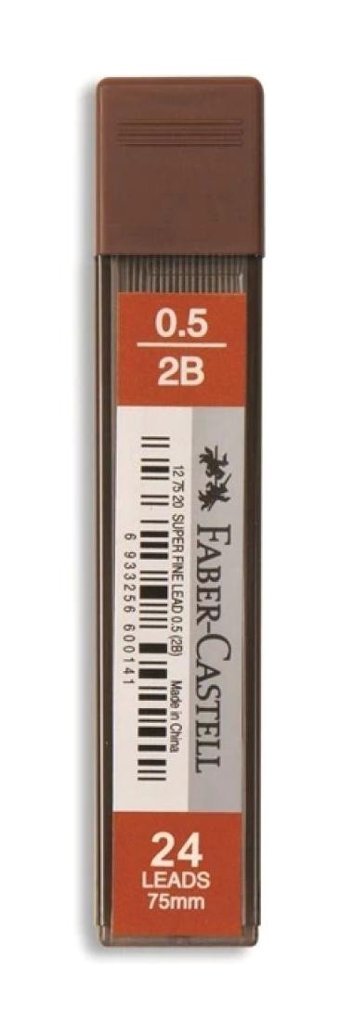 0.5
2B
FABER-CASTELL
12 75 20 SUPER FINE LEAD 0.5 (2B) Made in China
6 933256 600141
24
LEADS
75mm